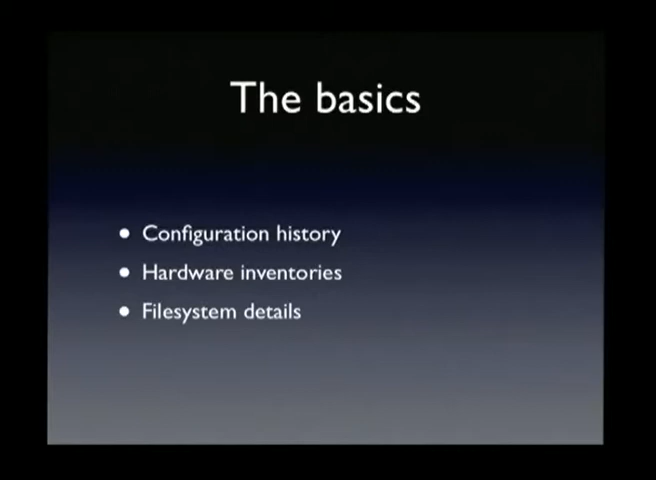 The basics
Configuration history
Hardware inventories
Filesystem details